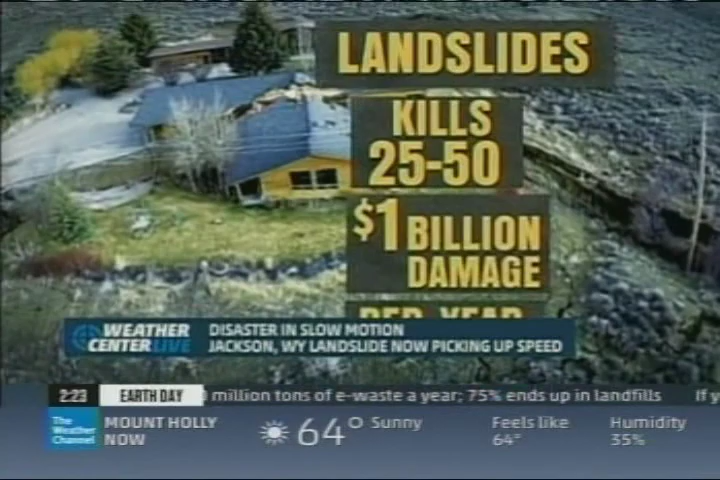 LANDSLIDES
KILLS
25-50
$1 BILLION
DAMAGE
PER YEAR
WEATHER
CENTER LIVE
DISASTER IN SLOW MOTION
JACKSON, WY LANDSLIDE NOW PICKING UP SPEED
2:23
EARTH DAY
million tons of e-waste a year; 75% ends up in landfills
If y
The
Weather
Channel
MOUNT HOLLY
NOW
64°
Sunny
Feels like
64°
Humidity
35%